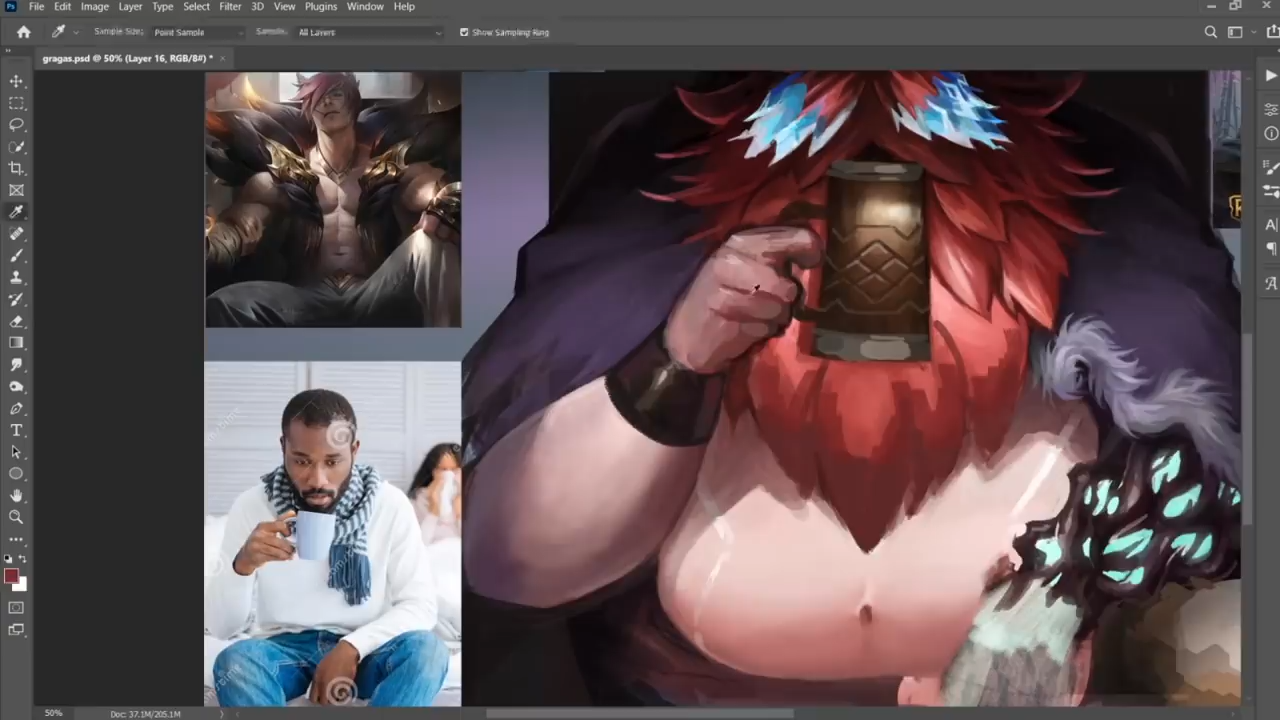 Ps File Edit Image Layer Type Select Filter 3D View Plugins Window Help
Sample Size: Point Sample Sample: All Layers Show Sampling Ring
gragas.psd @ 50% (Layer 16, RGB/8#) * ×
50% Doc: 37.1M/205.1M